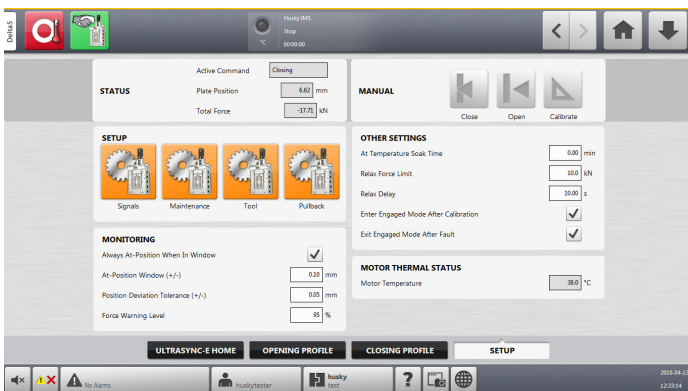 Delta5
Husky IMS
Stop
°C 00:00:00
STATUS
Active Command Closing
Plate Position 6.62 mm
Total Force -17.71 kN
MANUAL
Close Open Calibrate
SETUP
Signals Maintenance Tool Pullback
MONITORING
Always At-Position When In Window
At-Position Window (+/-) 0.10 mm
Position Deviation Tolerance (+/-) 0.05 mm
Force Warning Level 95 %
OTHER SETTINGS
At Temperature Soak Time 0.00 min
Relax Force Limit 10.0 kN
Relax Delay 10.00 s
Enter Engaged Mode After Calibration
Exit Engaged Mode After Fault
MOTOR THERMAL STATUS
Motor Temperature 38.0 °C
ULTRASYNC-E HOME OPENING PROFILE CLOSING PROFILE SETUP
No Alarms
huskytester
husky
test
?
2018-04-13
12:33:14